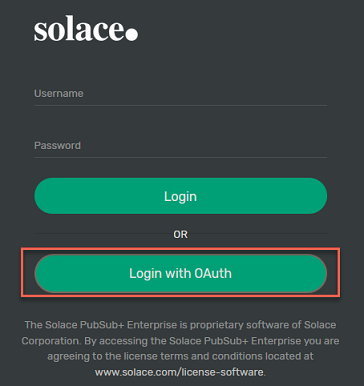 solace.
Username
Password
Login
OR
Login with OAuth
The Solace PubSub+ Enterprise is proprietary software of Solace
Corporation. By accessing the Solace PubSub+ Enterprise you are
agreeing to the license terms and conditions located at
www.solace.com/license-software.